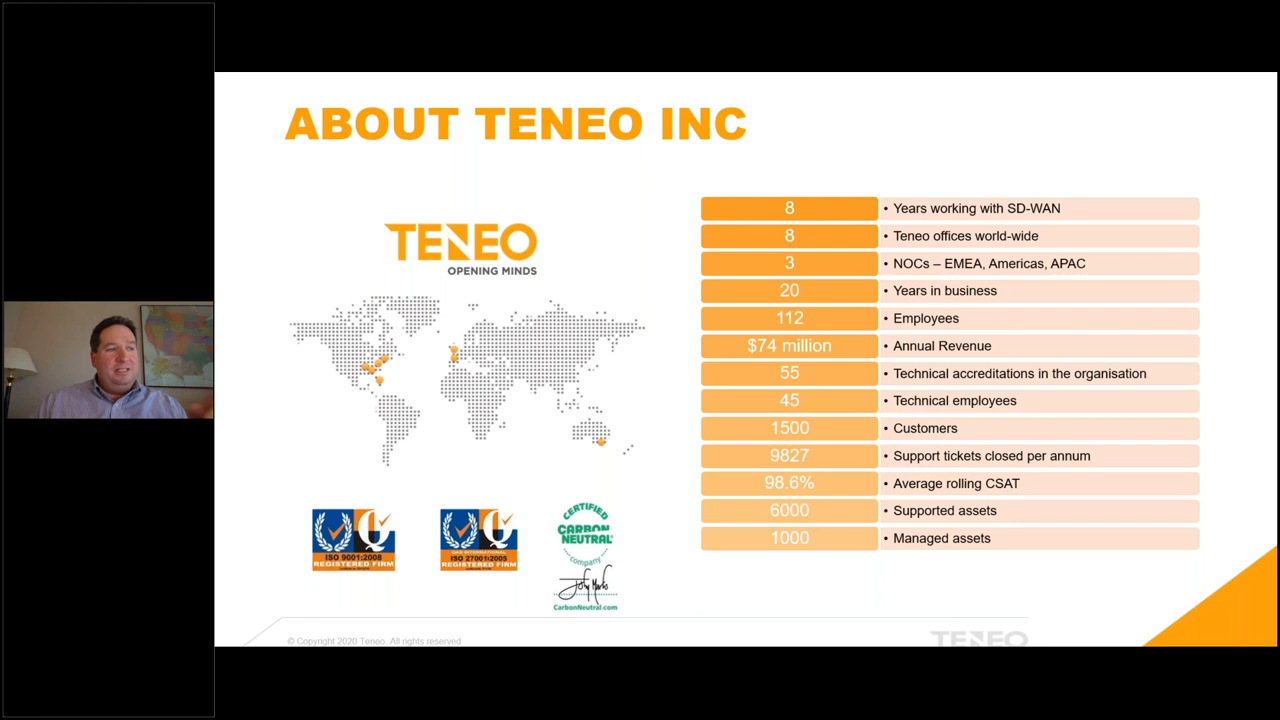 ABOUT TENEO INC
TENEO
OPENING MINDS
8 • Years working with SD-WAN
8 • Teneo offices world-wide
3 • NOCs – EMEA, Americas, APAC
20 • Years in business
112 • Employees
$74 million • Annual Revenue
55 • Technical accreditations in the organisation
45 • Technical employees
1500 • Customers
9827 • Support tickets closed per annum
98.6% • Average rolling CSAT
6000 • Supported assets
1000 • Managed assets
ISO 9001:2008
REGISTERED FIRM
QAS INTERNATIONAL
ISO 27001:2005
REGISTERED FIRM
CERTIFIED
CARBON
NEUTRAL
company
CarbonNeutral.com
© Copyright 2020 Teneo. All rights reserved
TENEO